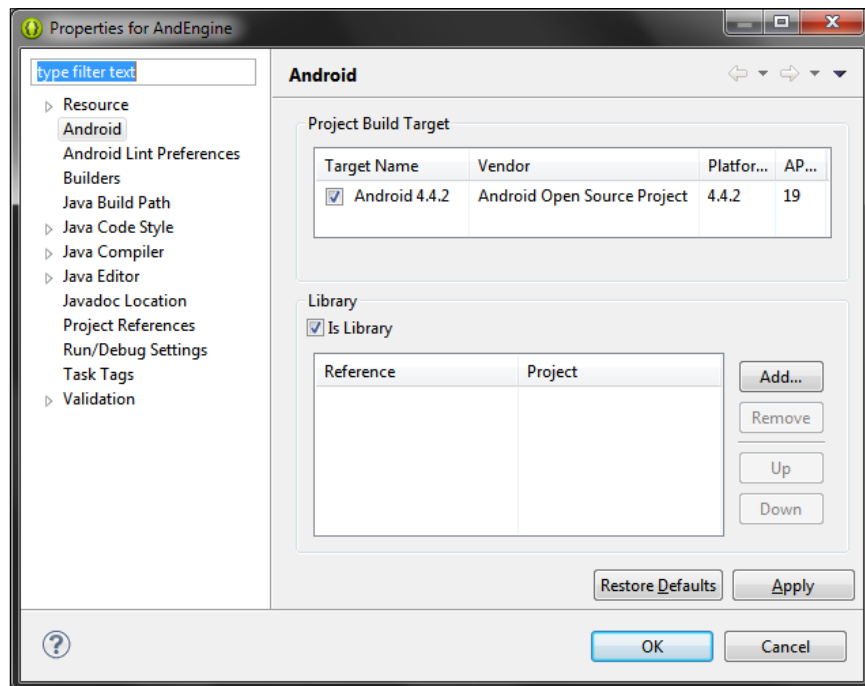 Properties for AndEngine
type filter text
Resource
Android
Android Lint Preferences
Builders
Java Build Path
Java Code Style
Java Compiler
Java Editor
Javadoc Location
Project References
Run/Debug Settings
Task Tags
Validation
Android
Project Build Target
Target Name Vendor Platfor... AP...
Android 4.4.2 Android Open Source Project 4.4.2 19
Library
Is Library
Reference Project
Add...
Remove
Up
Down
Restore Defaults Apply
? OK Cancel